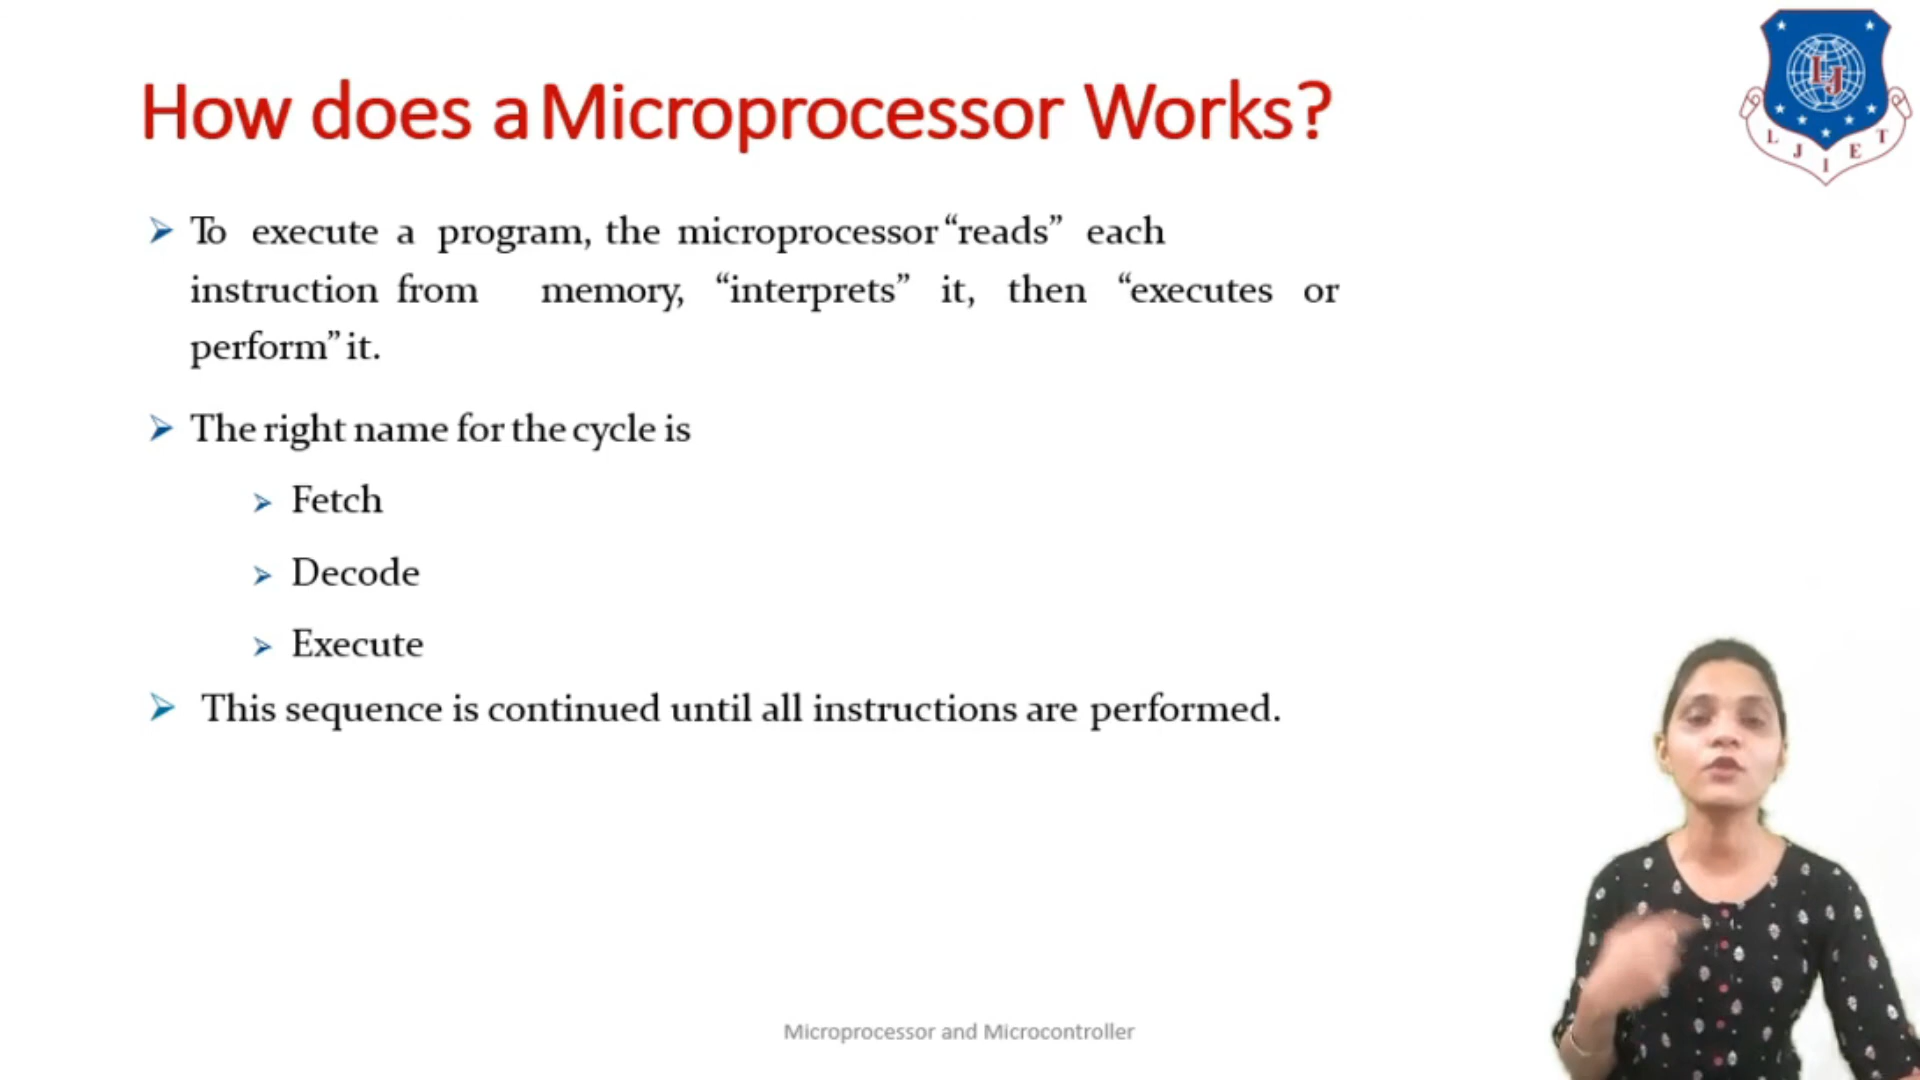 How does a Microprocessor Works?
To execute a program, the microprocessor “reads” each
instruction from memory, “interprets” it, then “executes or
perform” it.
The right name for the cycle is
Fetch
Decode
Execute
This sequence is continued until all instructions are performed.
Microprocessor and Microcontroller
LJ
L J I E T